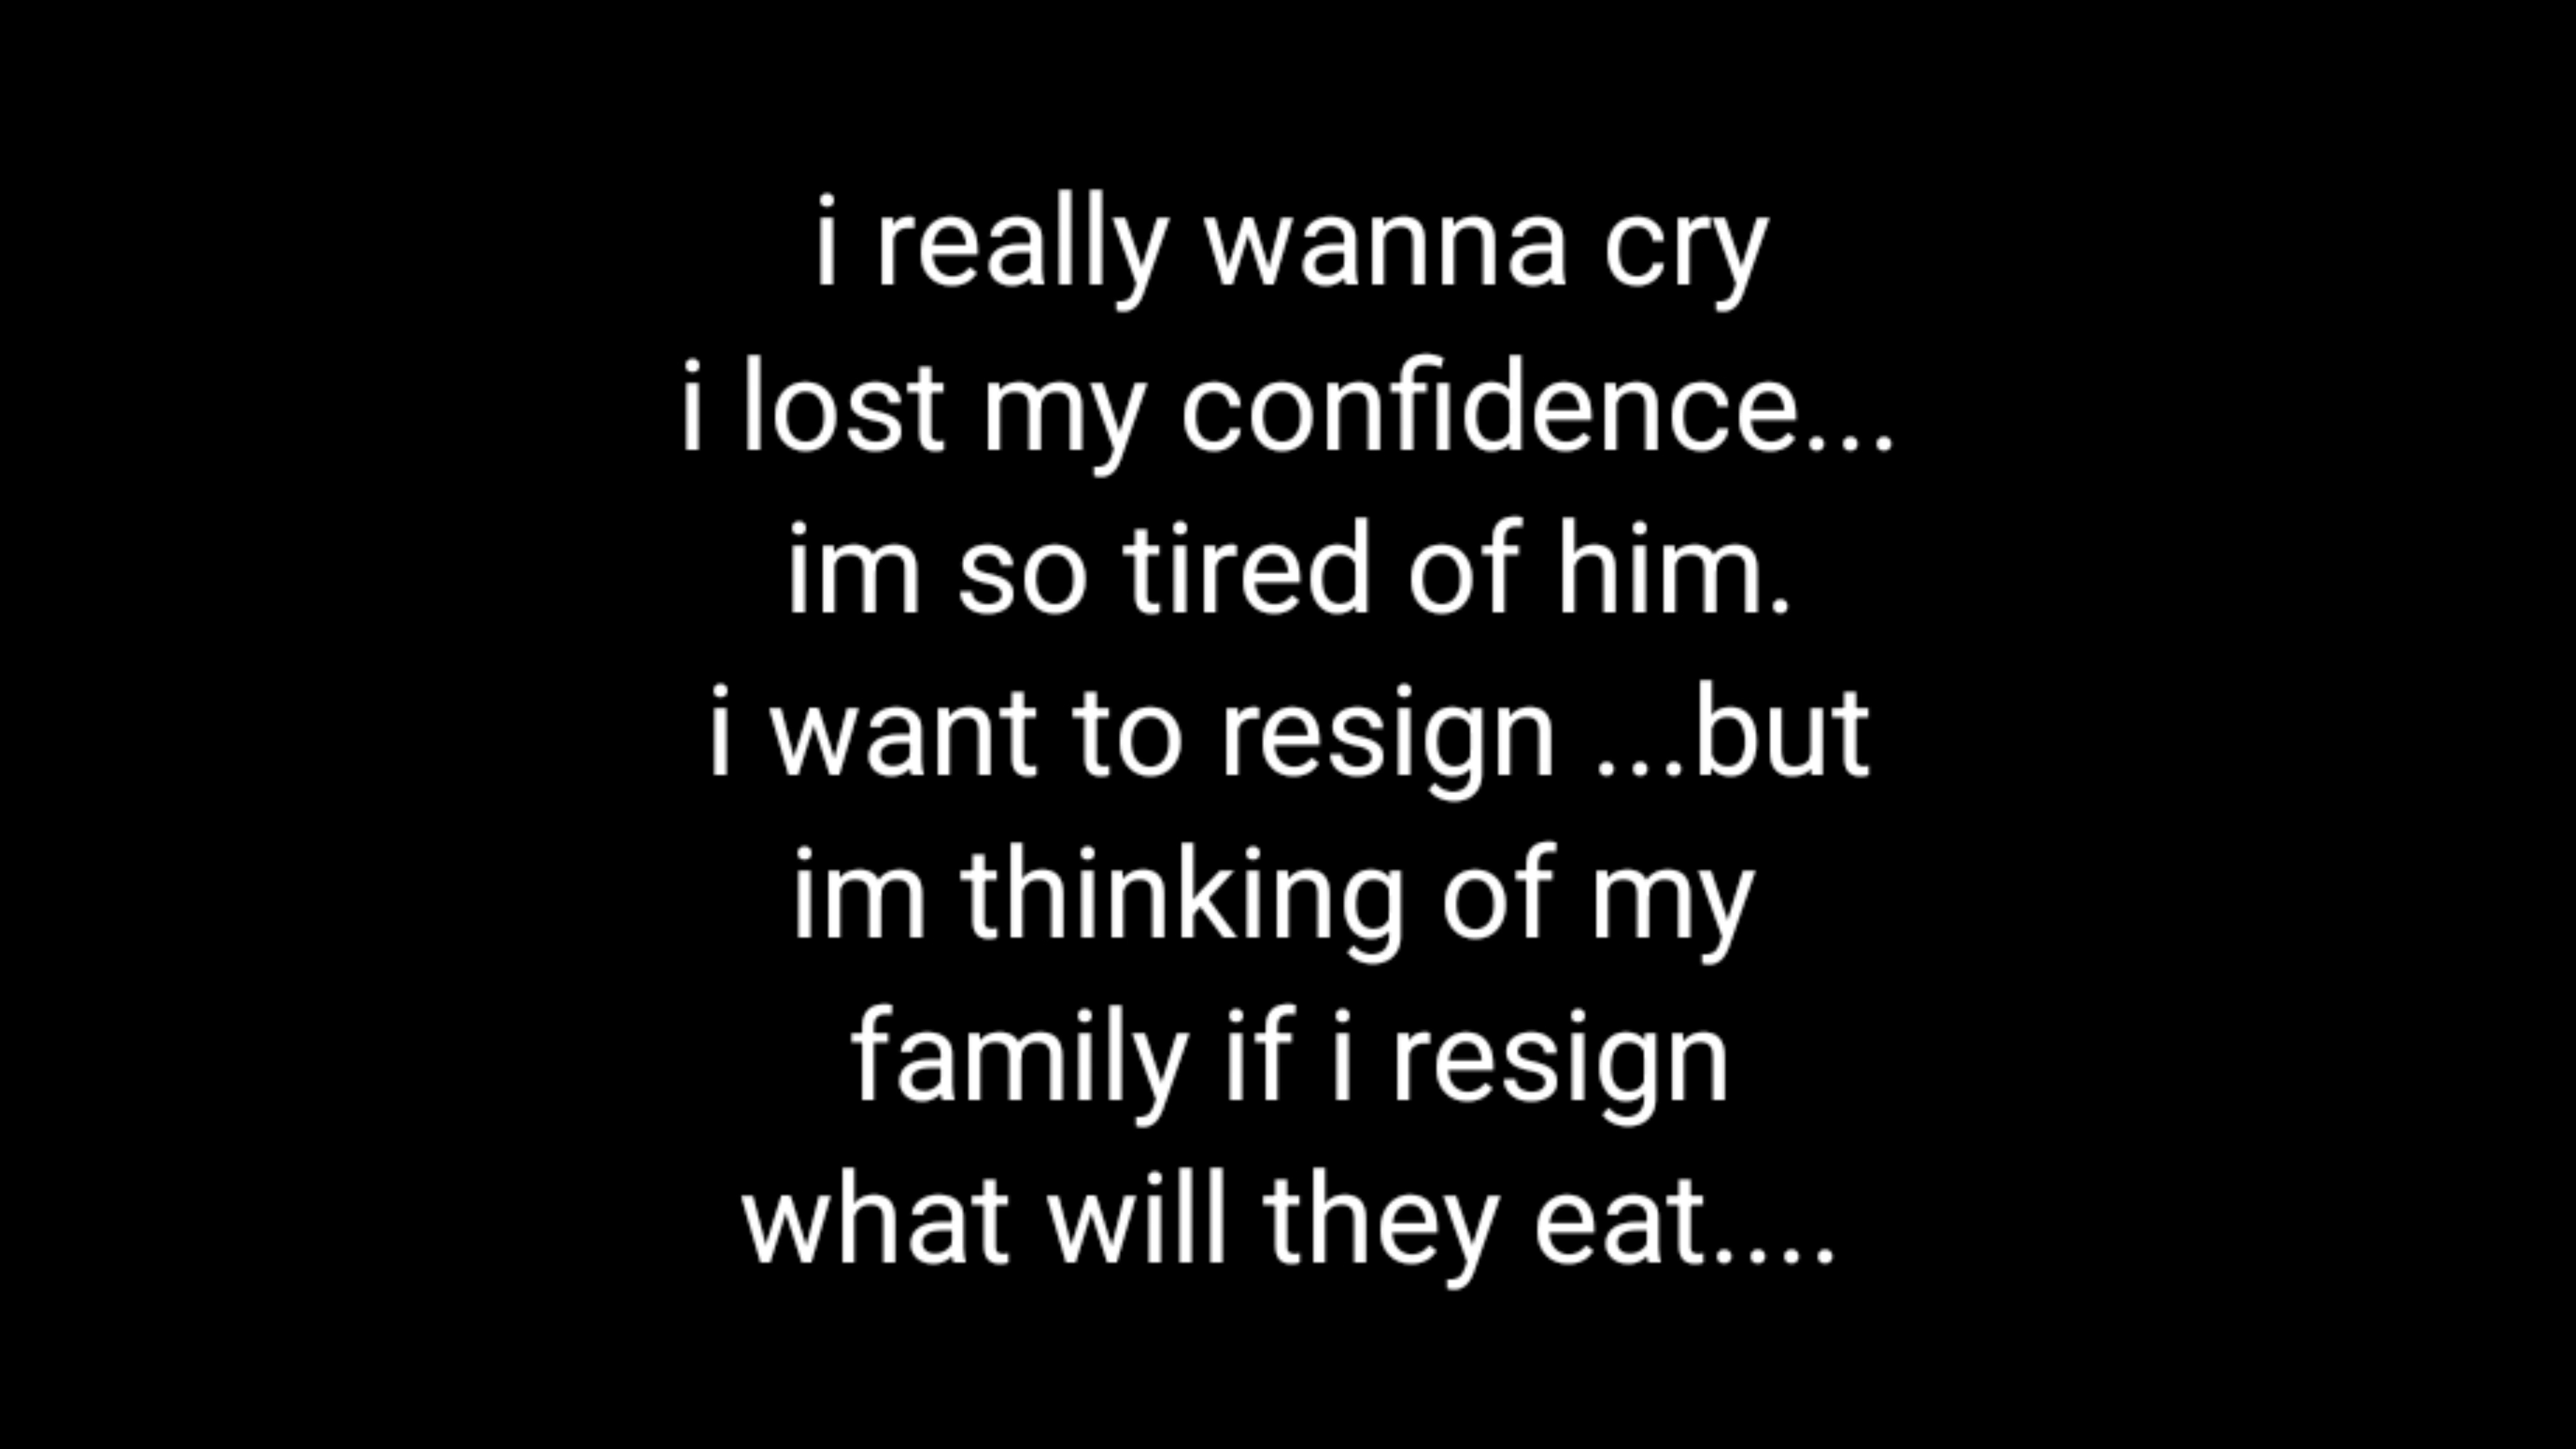 i really wanna cry
i lost my confidence...
im so tired of him.
i want to resign ...but
im thinking of my
family if i resign
what will they eat....